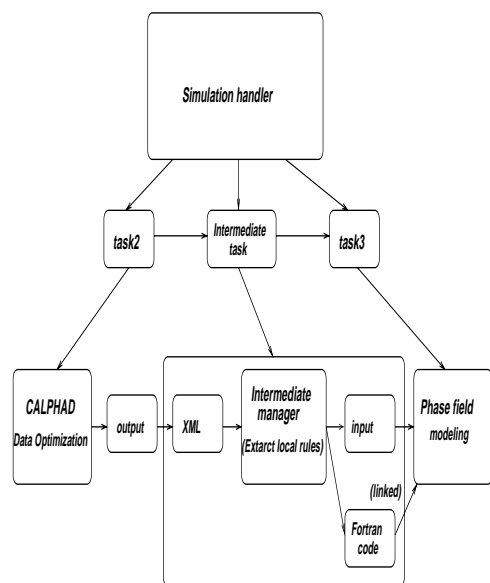 Simulation handler
task2
Intermediate
task
task3
CALPHAD
Data Optimization
output
XML
Intermediate
manager
(Extarct local rules)
input
Phase field
modeling
(linked)
Fortran
code